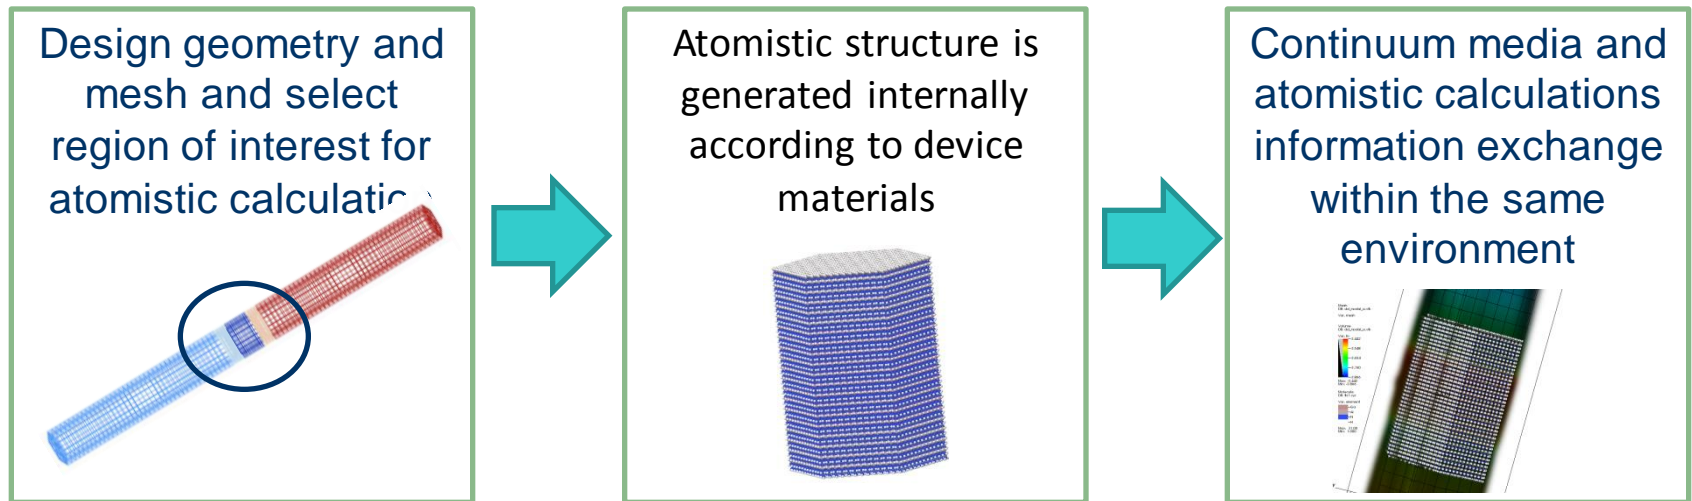 Design geometry and
mesh and select
region of interest for
atomistic calculation
Atomistic structure is
generated internally
according to device
materials
Continuum media and
atomistic calculations
information exchange
within the same
environment